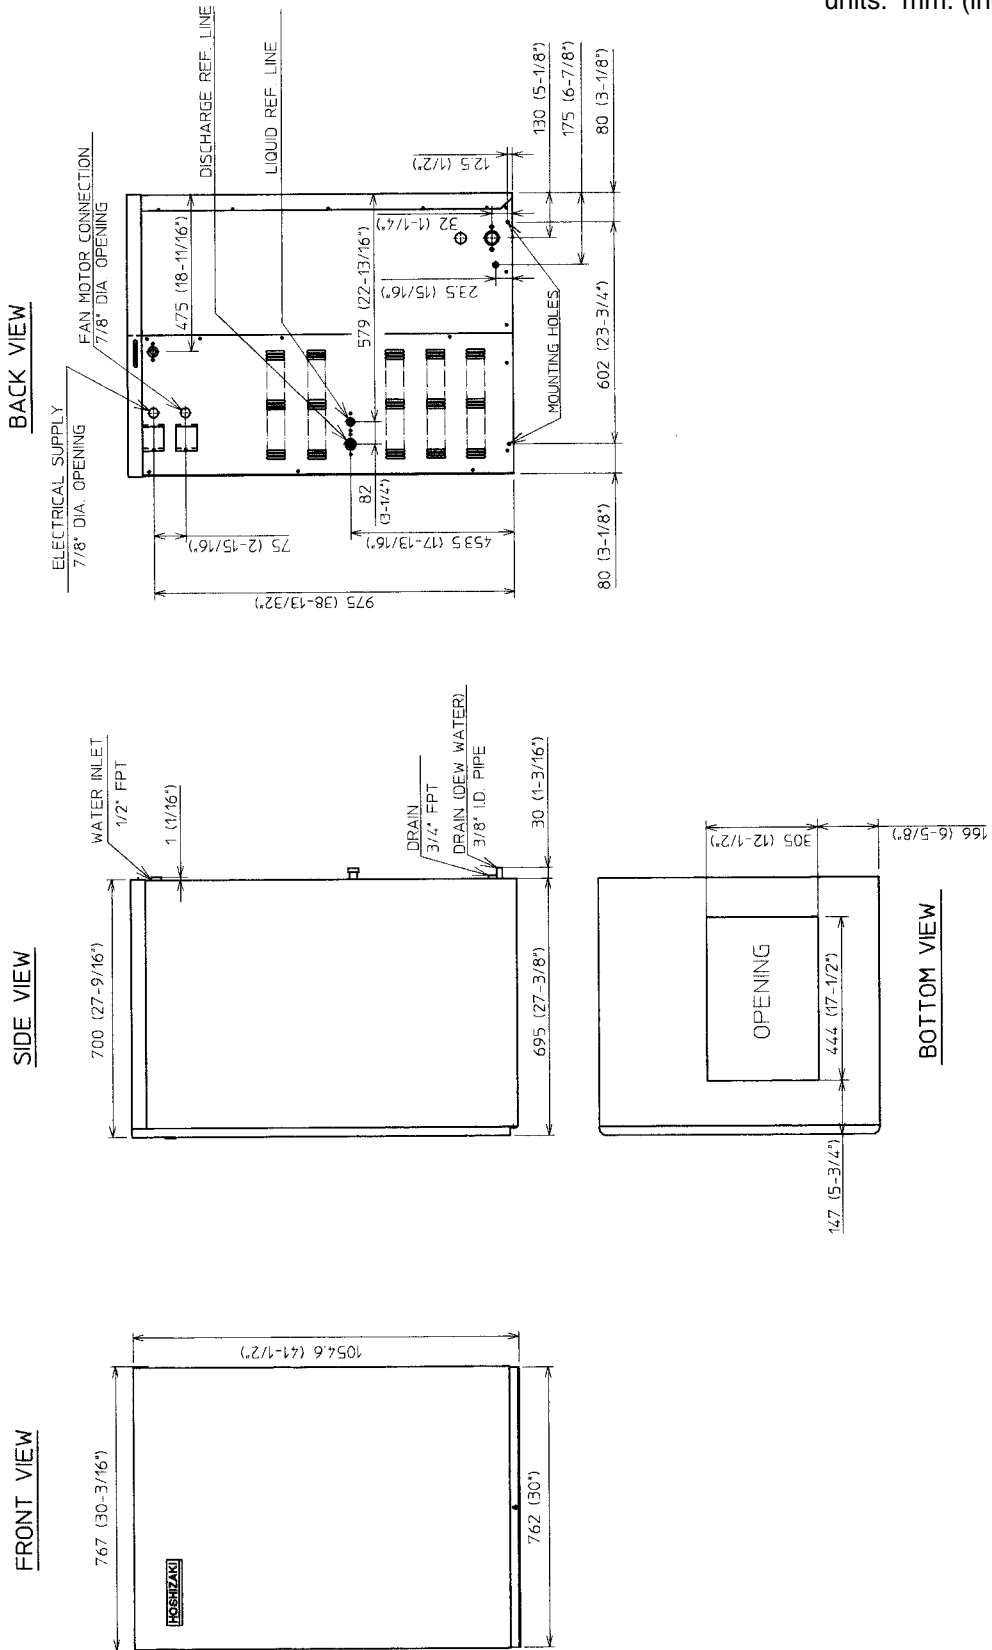 units: mm. (in
FRONT VIEW
767 (30-3/16")
HOSHIZAKI
1054.6 (41-1/2")
762 (30")
SIDE VIEW
700 (27-9/16")
WATER INLET
1/2" FPT
1 (1/16")
DRAIN
3/4" FPT
DRAIN (DEW WATER)
3/8" I.D. PIPE
30 (1-3/16")
695 (27-3/8")
BACK VIEW
ELECTRICAL SUPPLY
7/8" DIA. OPENING
FAN MOTOR CONNECTION
7/8" DIA. OPENING
DISCHARGE REF. LINE
LIQUID REF. LINE
475 (18-11/16")
579 (22-13/16")
82
(3-1/4")
75 (2-15/16")
453.5 (17-13/16")
975 (38-13/32")
32 (1-1/4")
23.5 (15/16")
12.5 (1/2")
130 (5-1/8")
175 (6-7/8")
80 (3-1/8")
MOUNTING HOLES
602 (23-3/4")
80 (3-1/8")
OPENING
305 (12-1/2")
166 (6-5/8")
444 (17-1/2")
147 (5-3/4")
BOTTOM VIEW